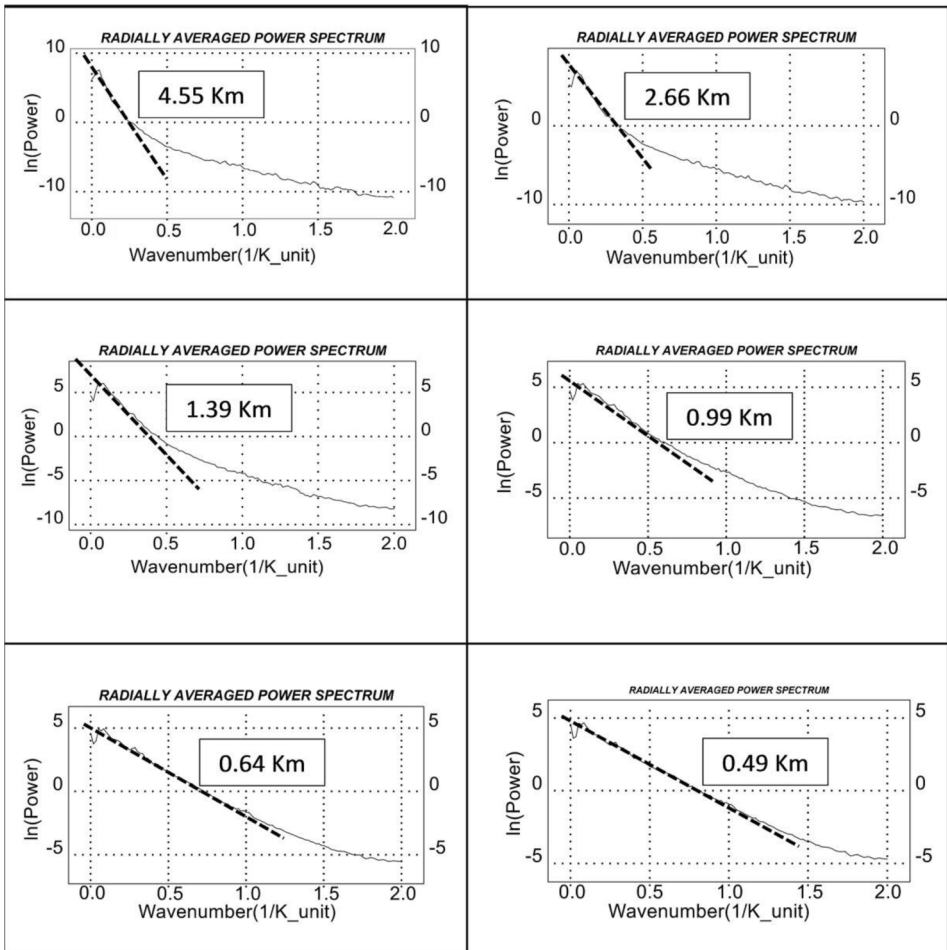 RADIALLY AVERAGED POWER SPECTRUM
10 10
4.55 Km
0 0
-10 -10
ln(Power)
0.0 0.5 1.0 1.5 2.0
Wavenumber(1/K_unit)
RADIALLY AVERAGED POWER SPECTRUM
2.66 Km
0 0
-10 -10
ln(Power)
0.0 0.5 1.0 1.5 2.0
Wavenumber(1/K_unit)
RADIALLY AVERAGED POWER SPECTRUM
5 5
1.39 Km
0 0
-5 -5
-10 -10
ln(Power)
0.0 0.5 1.0 1.5 2.0
Wavenumber(1/K_unit)
RADIALLY AVERAGED POWER SPECTRUM
5 5
0.99 Km
0 0
-5 -5
ln(Power)
0.0 0.5 1.0 1.5 2.0
Wavenumber(1/K_unit)
RADIALLY AVERAGED POWER SPECTRUM
5 5
0.64 Km
0 0
-5 -5
ln(Power)
0.0 0.5 1.0 1.5 2.0
Wavenumber(1/K_unit)
RADIALLY AVERAGED POWER SPECTRUM
5 5
0.49 Km
0 0
-5 -5
ln(Power)
0.0 0.5 1.0 1.5 2.0
Wavenumber(1/K_unit)